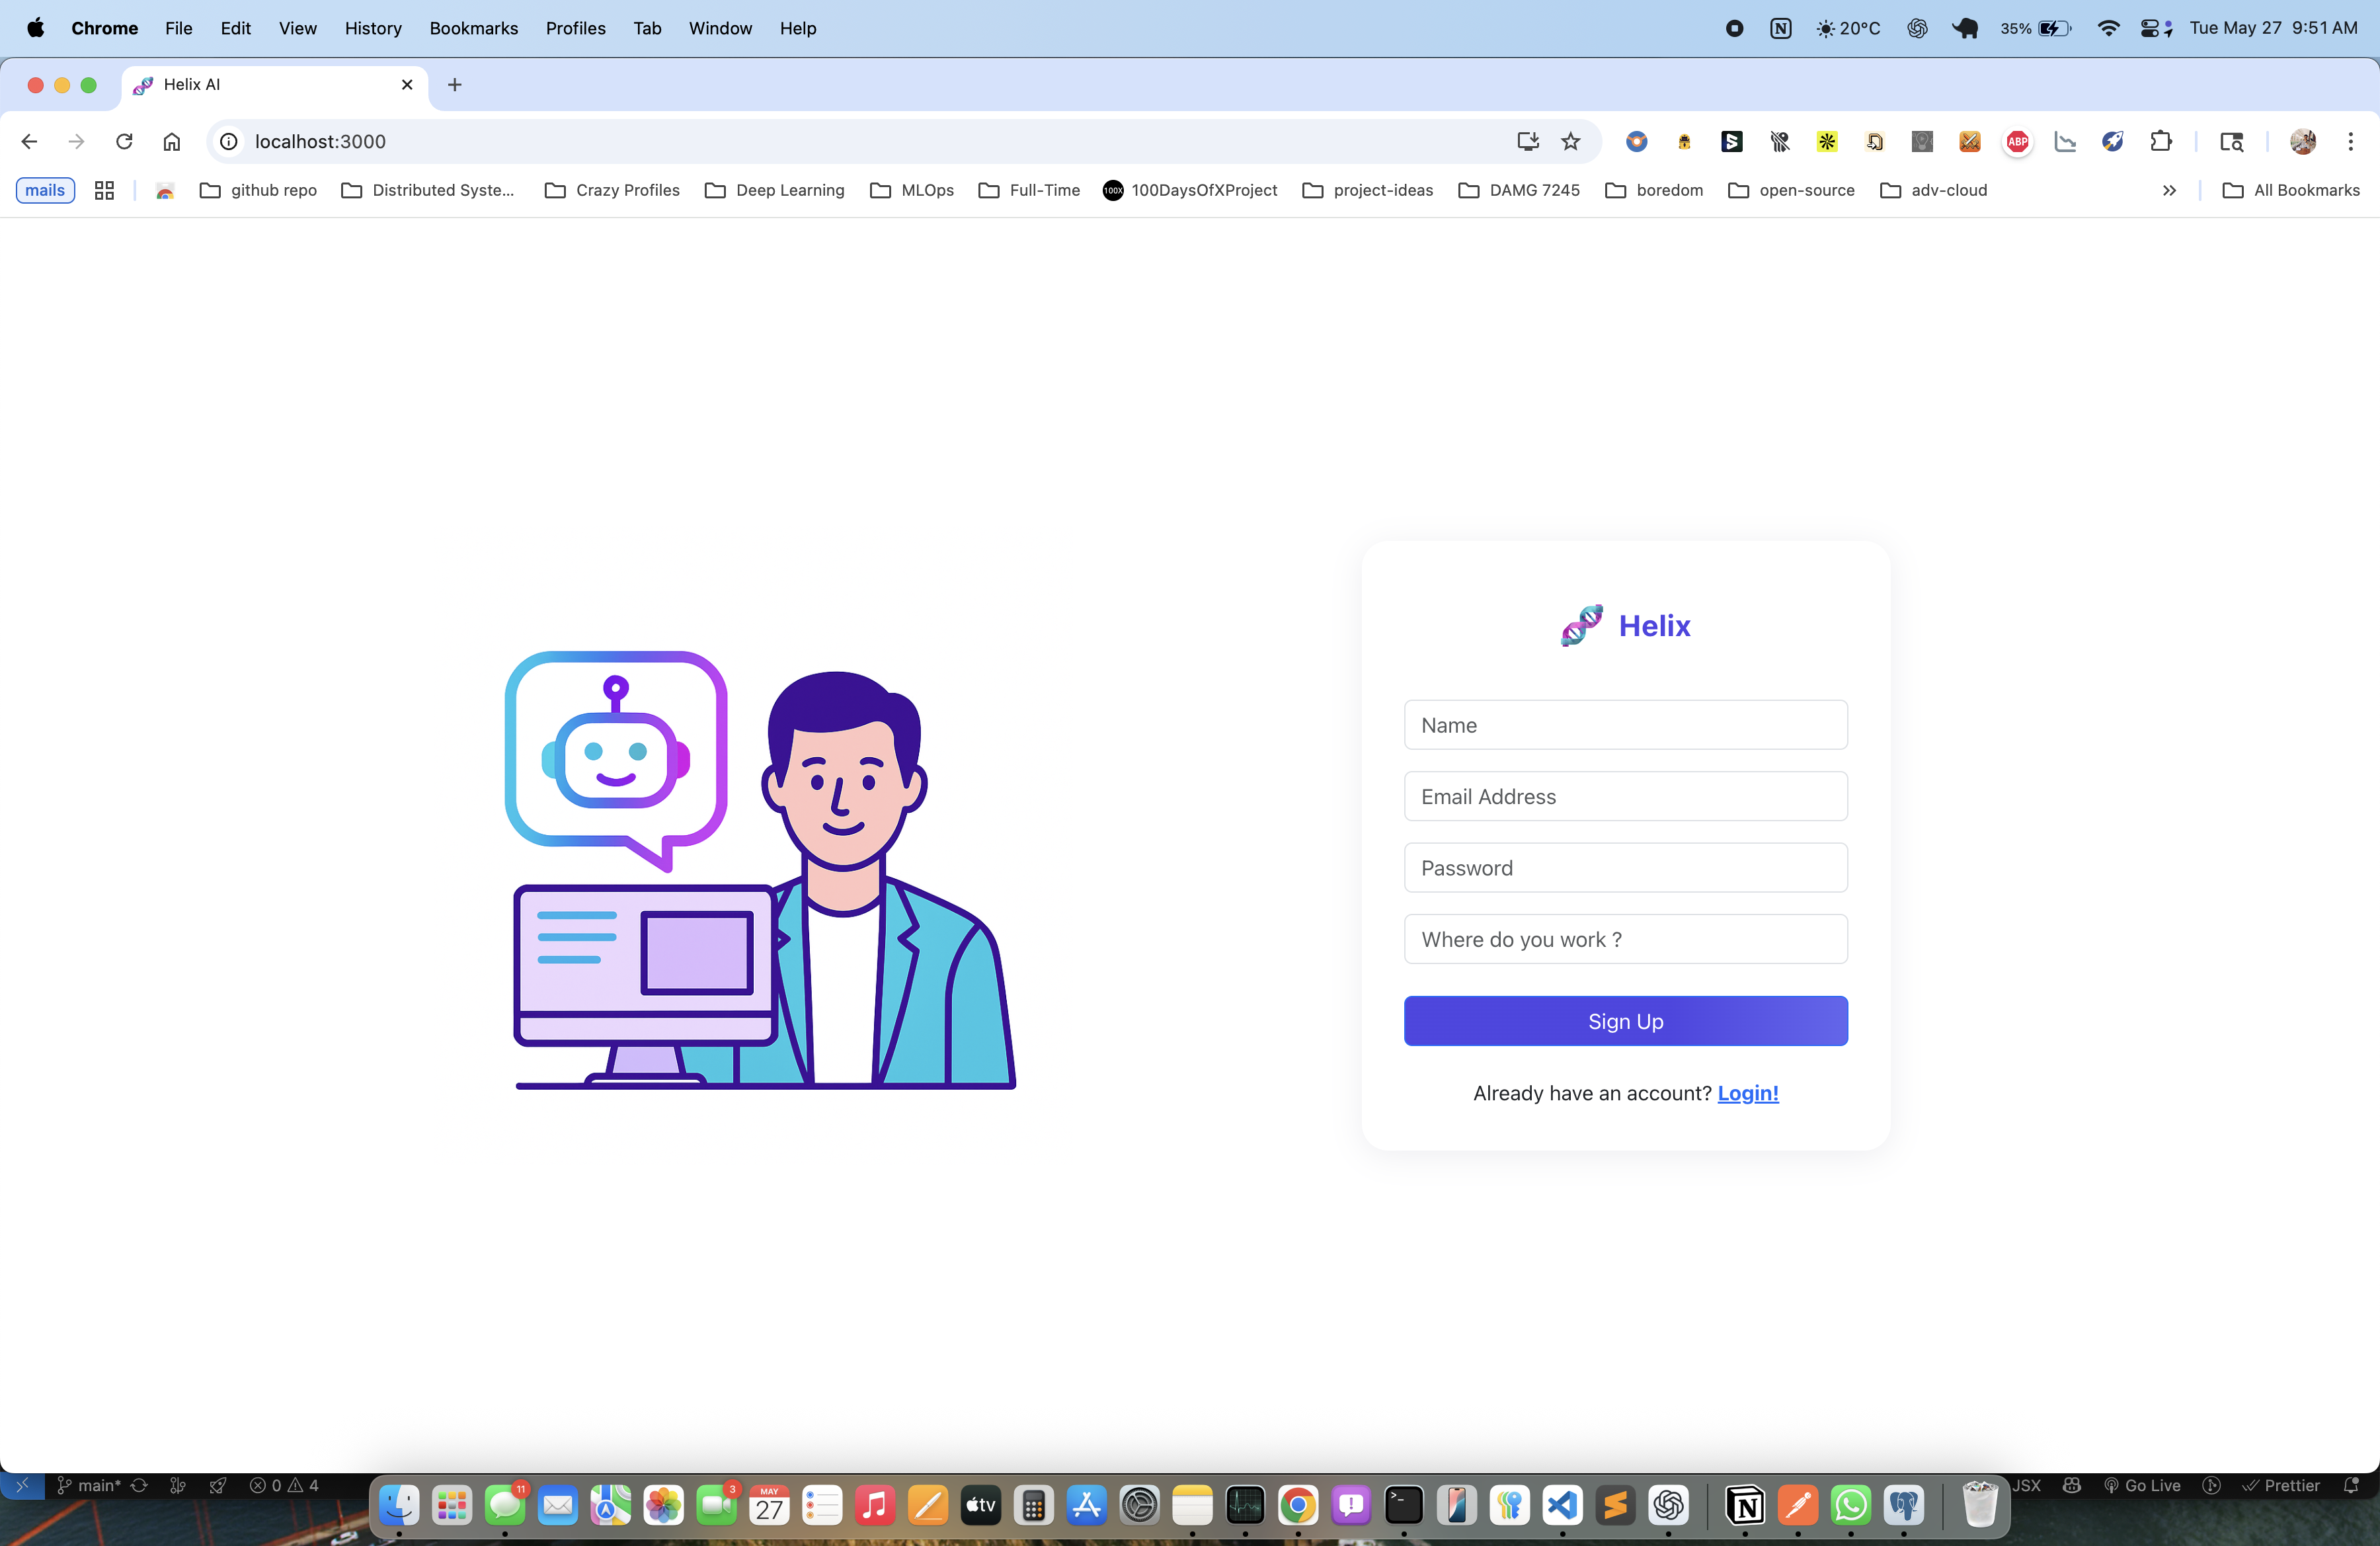 Chrome File Edit View History Bookmarks Profiles Tab Window Help 20°C 35% Tue May 27 9:51 AM
Helix AI
localhost:3000
ABP
mails github repo Distributed Syste... Crazy Profiles Deep Learning MLOps Full-Time 100X 100DaysOfXProject project-ideas DAMG 7245 boredom open-source adv-cloud All Bookmarks
Helix
Name
Email Address
Password
Where do you work ?
Sign Up
Already have an account? Login!
main* 0 4 JSX Go Live Prettier
11 3 MAY 27 tv